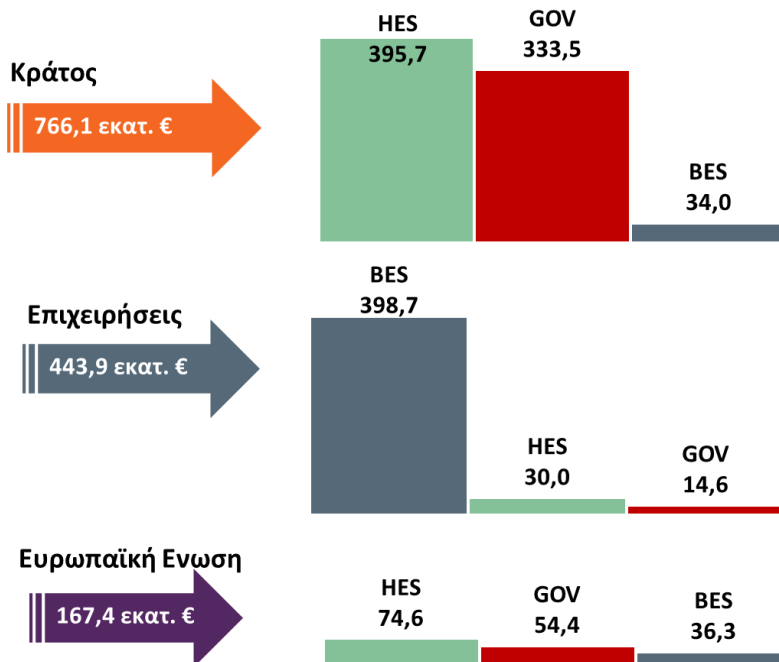 Κράτος
766,1 εκατ. €
HES
395,7
GOV
333,5
BES
34,0
Επιχειρήσεις
443,9 εκατ. €
BES
398,7
HES
30,0
GOV
14,6
Ευρωπαϊκή Ενωση
167,4 εκατ. €
HES
74,6
GOV
54,4
BES
36,3